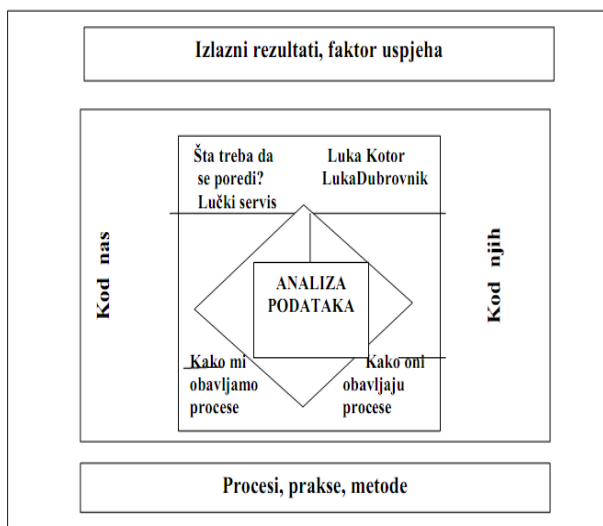 Izlazni rezultati, faktor uspjeha
Šta treba da
se poredi?
Lučki servis
Luka Kotor
LukaDubrovnik
Kod nas
ANALIZA
PODATAKA
Kod njih
Kako mi
obavljamo
procese
Kako oni
obavljaju
procese
Procesi, prakse, metode